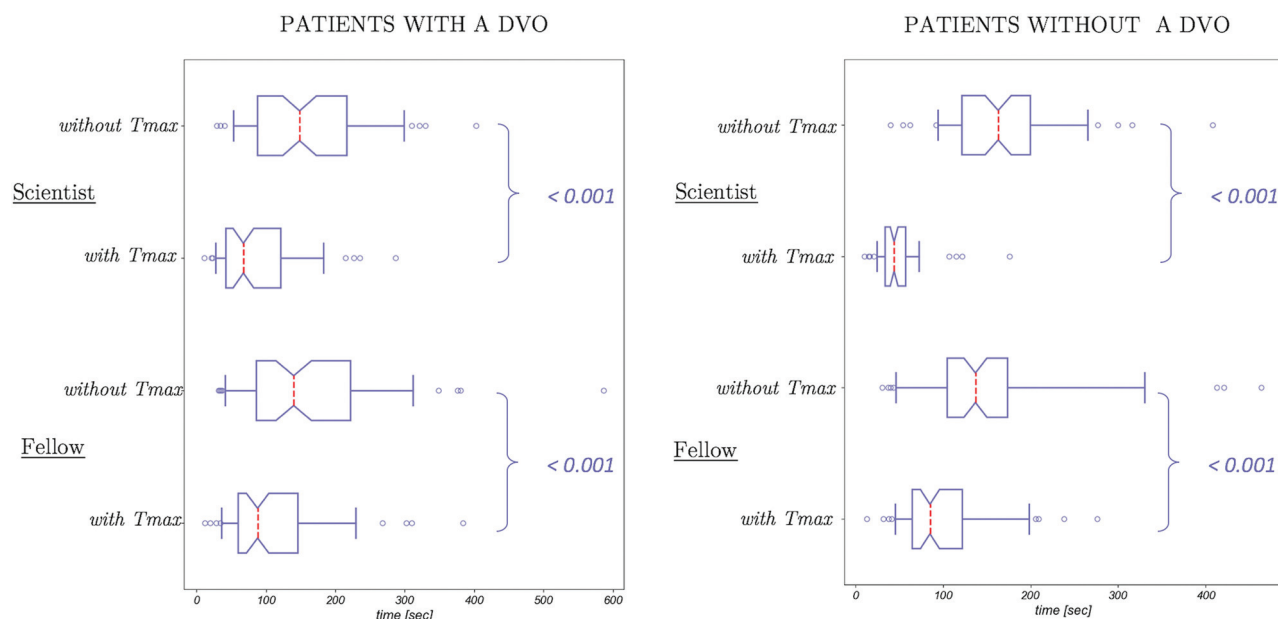 PATIENTS WITH A DVO
without Tmax
Scientist
< 0.001
with Tmax
without Tmax
Fellow
< 0.001
with Tmax
0 100 200 300 400 500 600
time [sec]
PATIENTS WITHOUT A DVO
without Tmax
Scientist
< 0.001
with Tmax
without Tmax
Fellow
< 0.001
with Tmax
0 100 200 300 400
time [sec]